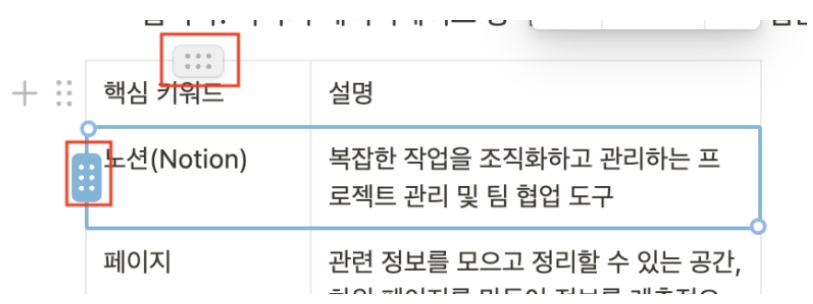 핵심 키워드
설명
노션(Notion)
복잡한 작업을 조직화하고 관리하는 프
로젝트 관리 및 팀 협업 도구
페이지
관련 정보를 모으고 정리할 수 있는 공간,